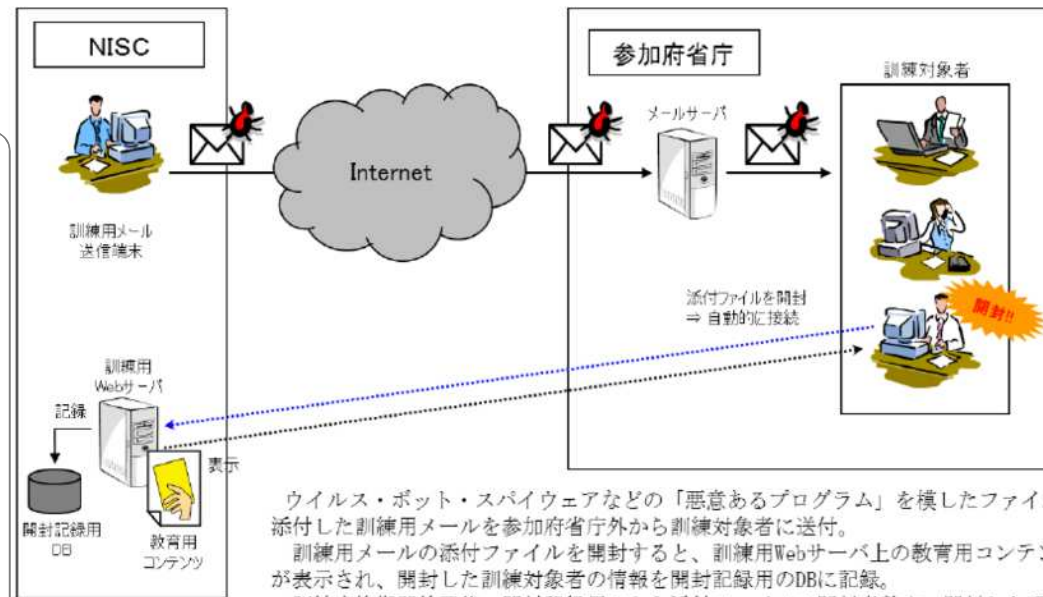 NISC
参加府省庁
訓練対象者
メールサーバ
Internet
訓練用メール
送信端末
添付ファイルを開封
⇒ 自動的に接続
開封!!
訓練用
Webサーバ
記録
表示
開封記録用
DB
教育用
コンテンツ
ウイルス・ボット・スパイウェアなどの「悪意あるプログラム」を模したファイ
添付した訓練用メールを参加府省庁外から訓練対象者に送付。
訓練用メールの添付ファイルを開封すると、訓練用Webサーバ上の教育用コンテン
が表示され、開封した訓練対象者の情報を開封記録用のDBに記録。